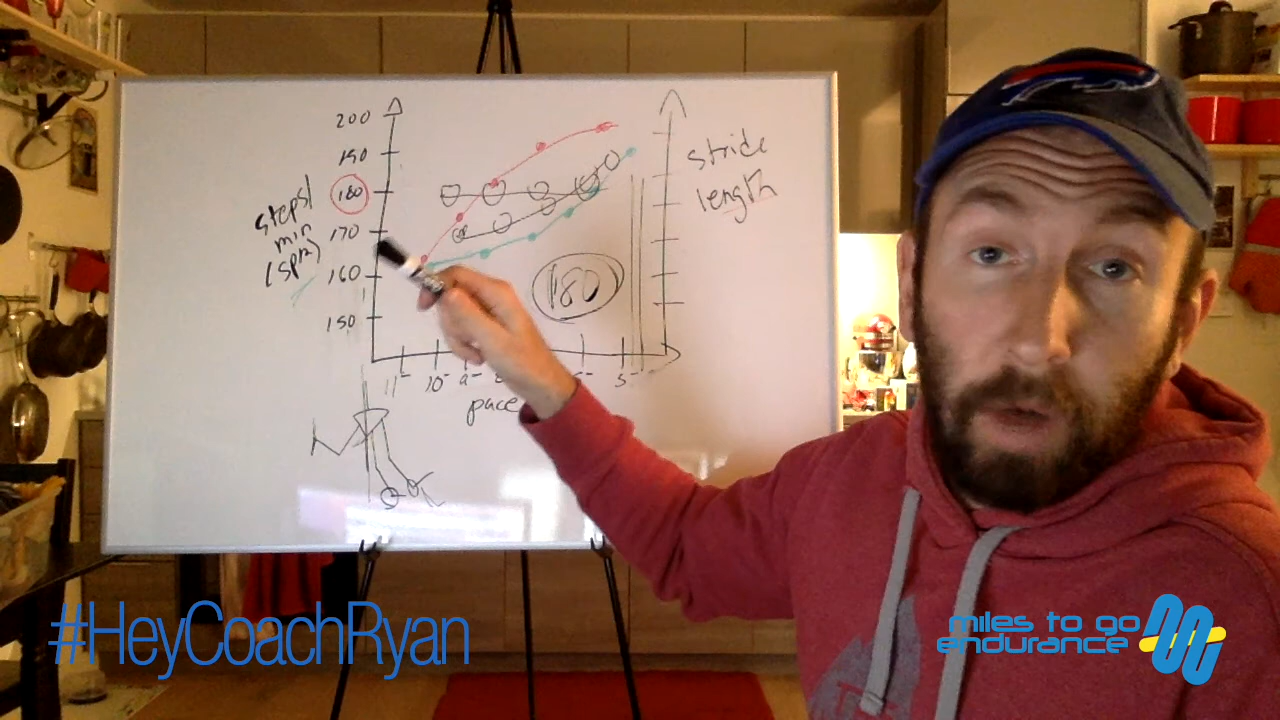 200
190
180
170
160
150
steps/
min
(spm)
stride
length
180
11- 10- 9- 5-
pace
#HeyCoachRyan
miles to go
endurance